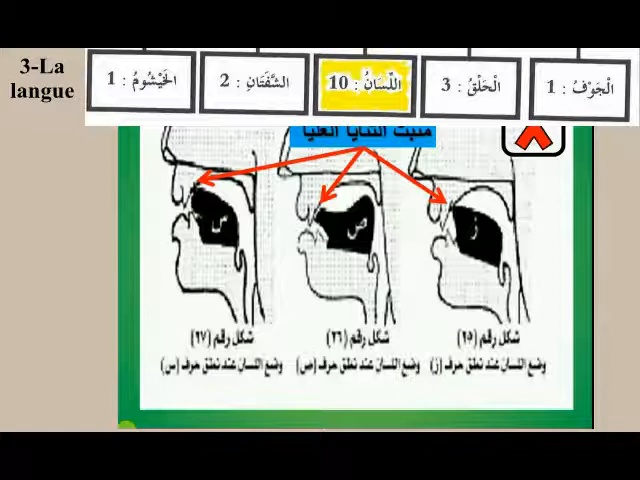 3-La
langue
الْجَوْفُ : 1
الْحَلْقُ : 3
اللِّسَانُ : 10
الشَّفَتَانِ : 2
الْخَيْشُومُ : 1
منبت الثنايا العليا
ز
ص
س
شكل رقم (٢٥)
شكل رقم (٢٦)
شكل رقم (٢٧)
وضع اللسان عند نطق حرف (ز)
وضع اللسان عند نطق حرف (ص)
وضع اللسان عند نطق حرف (س)